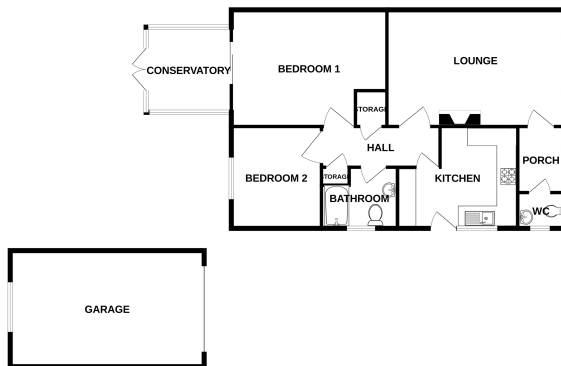 CONSERVATORY
BEDROOM 1
LOUNGE
STORAGE
HALL
BEDROOM 2
STORAGE
BATHROOM
KITCHEN
PORCH
WC
GARAGE